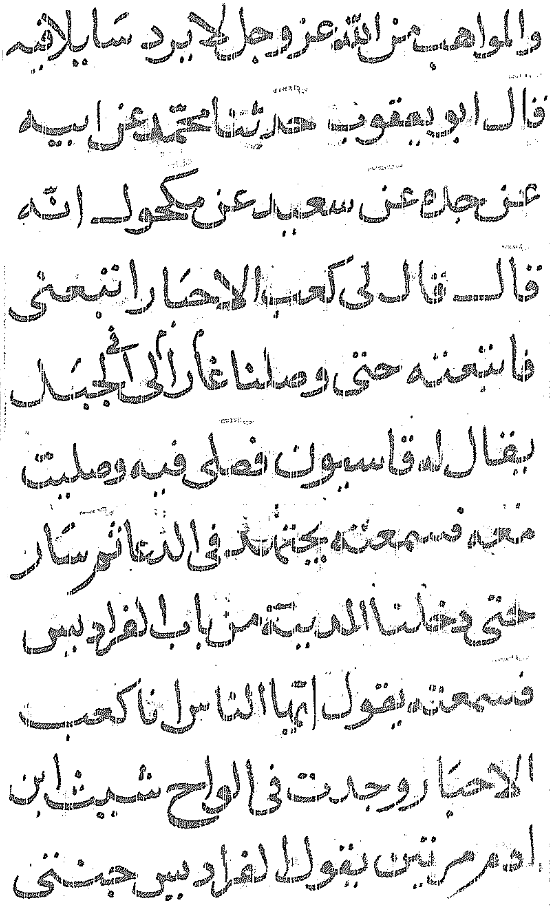 والمواهب من الله عز وجل لا يرد سايلا فيه
قال ابو يعقوب حدثنا محمد عن ابيه
عن جده عن سعيد عن مكحول انه
قال قال لي كعب الاحبار اتبعني
فاتبعته حتى وصلنا غارا في الجبل
يقال له قاسيون فصلى فيه وصليت
معه فسمعته يجتهد في الدعا ثم سار
حتى دخلنا المدينة من باب الفراديس
فسمعته يقول ايها الناس انا كعب
الاحبار وجدت في الواح شيث ابن
ادم مرتين يقول الفراديس جنتي